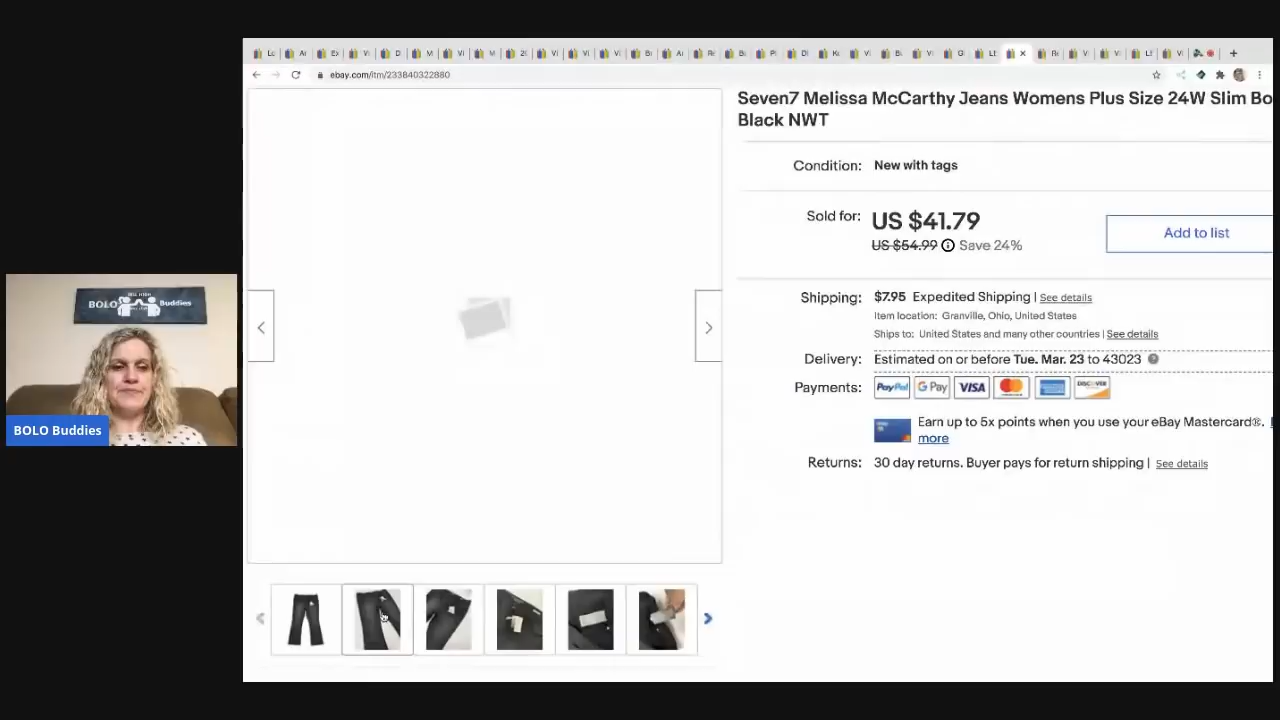 ebay.com/itm/233840322880
Seven7 Melissa McCarthy Jeans Womens Plus Size 24W Slim Bo
Black NWT
Condition: New with tags
Sold for: US $41.79
US $54.99 Save 24%
Add to list
Shipping: $7.95 Expedited Shipping | See details
Item location: Granville, Ohio, United States
Ships to: United States and many other countries | See details
Delivery: Estimated on or before Tue. Mar. 23 to 43023
Payments: PayPal G Pay VISA
DISCOVER
Earn up to 5x points when you use your eBay Mastercard®.
more
Returns: 30 day returns. Buyer pays for return shipping | See details
BOLO Buddies
BOLO Buddies